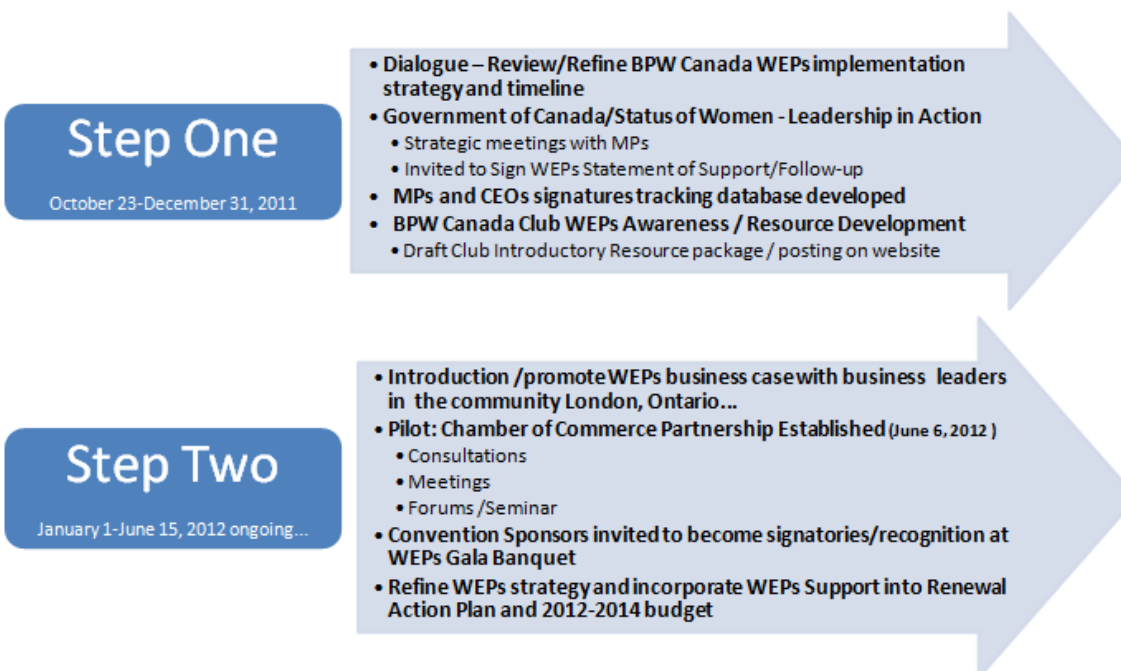 Step One
October 23-December 31, 2011
• Dialogue – Review/Refine BPW Canada WEPs implementation
strategy and timeline
• Government of Canada/Status of Women - Leadership in Action
• Strategic meetings with MPs
• Invited to Sign WEPs Statement of Support/Follow-up
• MPs and CEOs signatures tracking database developed
• BPW Canada Club WEPs Awareness / Resource Development
• Draft Club Introductory Resource package / posting on website
Step Two
January 1-June 15, 2012 ongoing...
• Introduction /promote WEPs business case with business leaders
in the community London, Ontario...
• Pilot: Chamber of Commerce Partnership Established (June 6, 2012 )
• Consultations
• Meetings
• Forums /Seminar
• Convention Sponsors invited to become signatories/recognition at
WEPs Gala Banquet
• Refine WEPs strategy and incorporate WEPs Support into Renewal
Action Plan and 2012-2014 budget